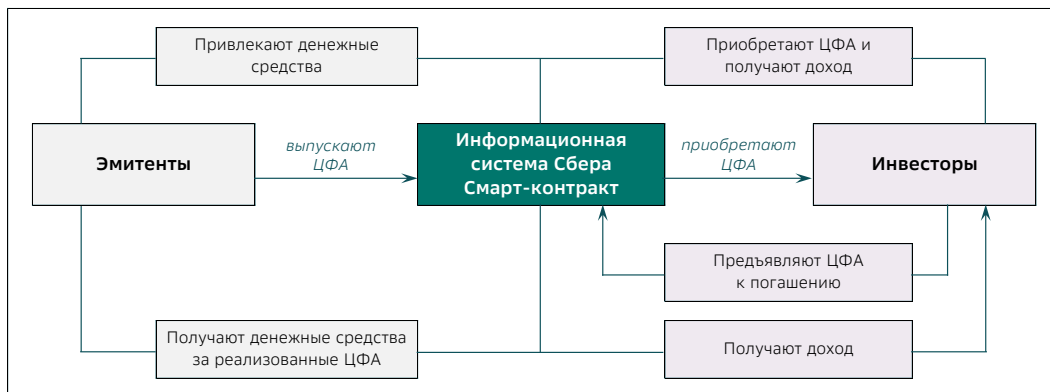 Привлекают денежные
средства
Приобретают ЦФА и
получают доход
Эмитенты
выпускают
ЦФА
Информационная
система Сбера
Смарт-контракт
приобретают
ЦФА
Инвесторы
Предъявляют ЦФА
к погашению
Получают денежные средства
за реализованные ЦФА
Получают доход